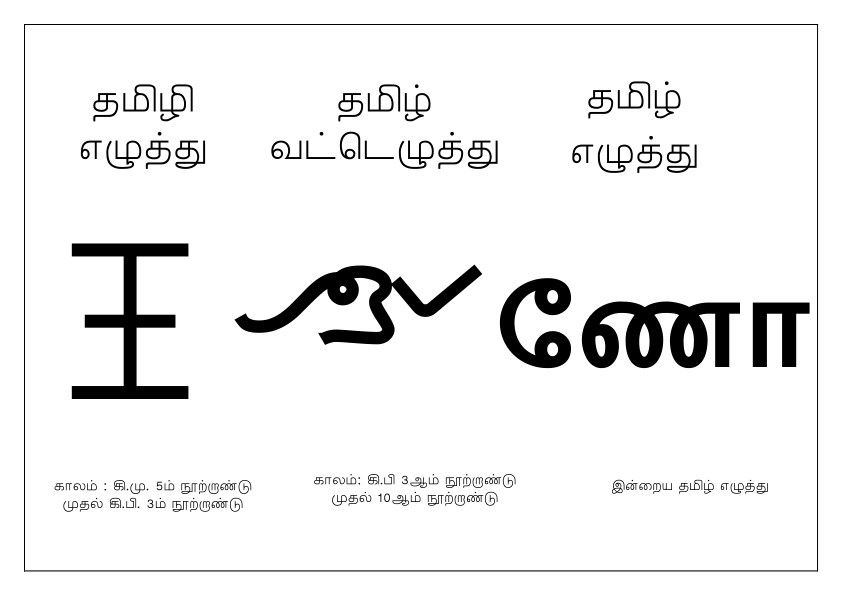 தமிழி
எழுத்து
தமிழ்
வட்டெழுத்து
தமிழ்
எழுத்து
ணோ
காலம் : கி.மு. 5ம் நூற்றாண்டு
முதல் கி.பி. 3ம் நூற்றாண்டு
காலம்: கி.பி 3ஆம் நூற்றாண்டு
முதல் 10ஆம் நூற்றாண்டு
இன்றைய தமிழ் எழுத்து